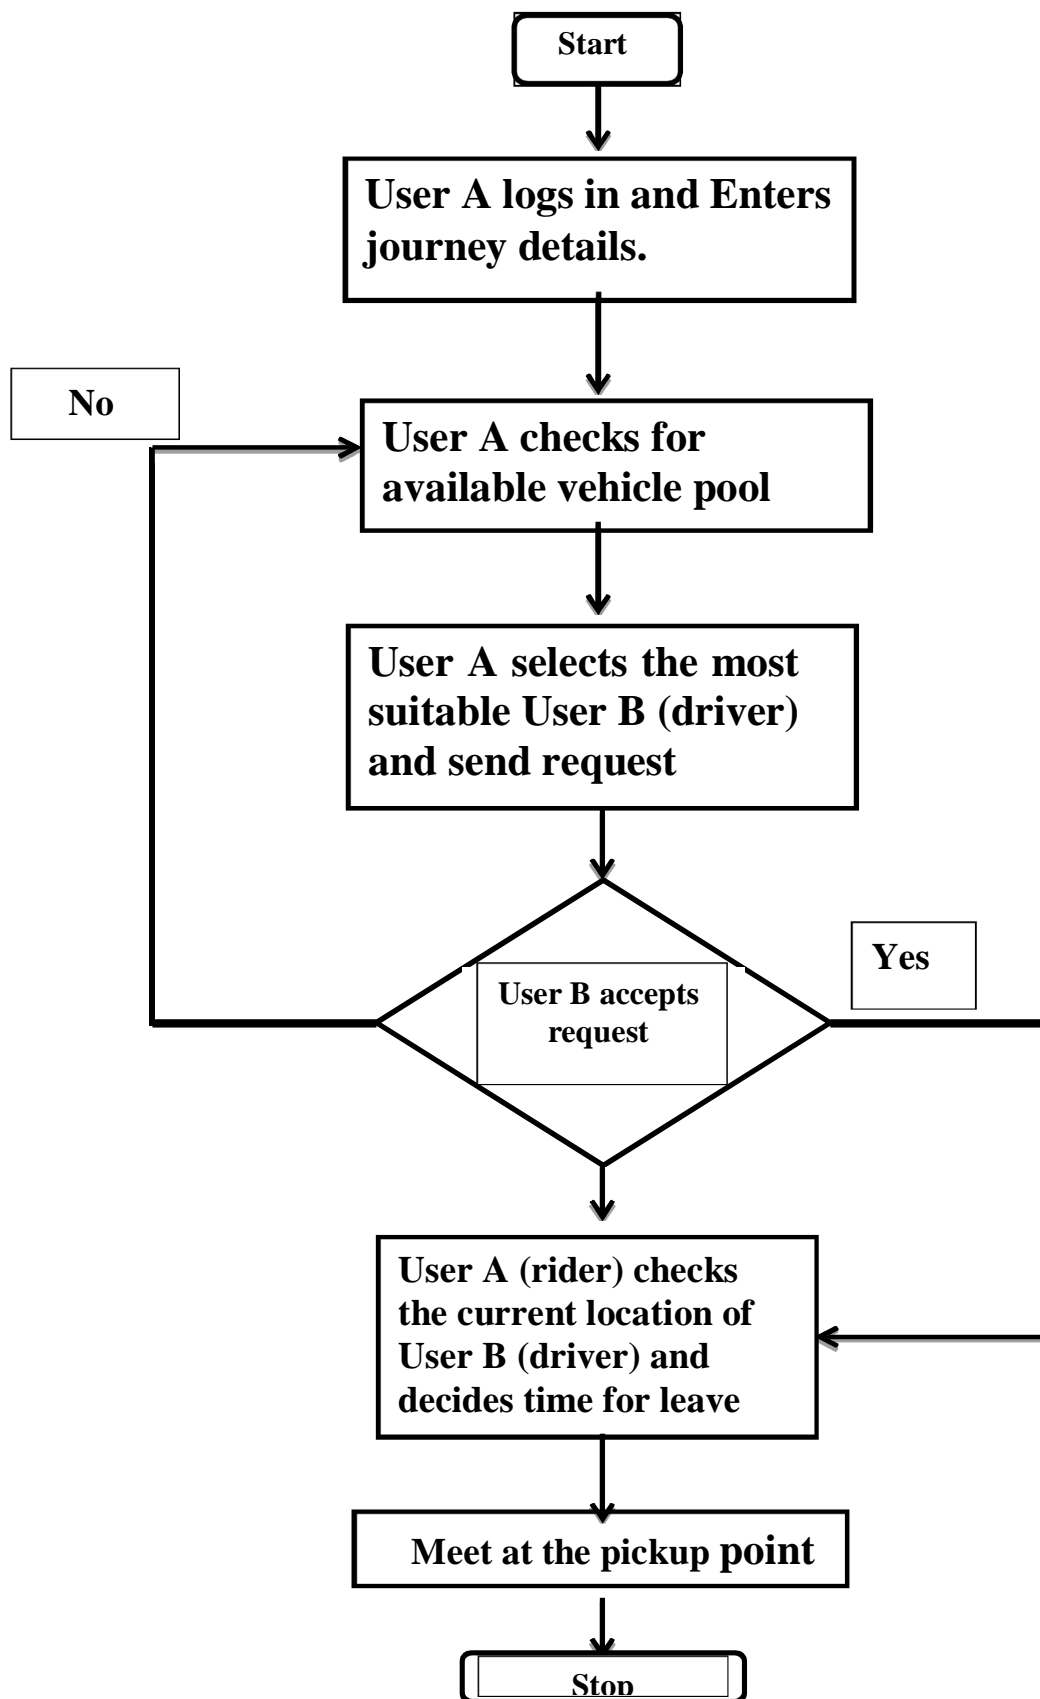 Start
User A logs in and Enters
journey details.
No
User A checks for
available vehicle pool
User A selects the most
suitable User B (driver)
and send request
Yes
User B accepts
request
User A (rider) checks
the current location of
User B (driver) and
decides time for leave
Meet at the pickup point
Stop